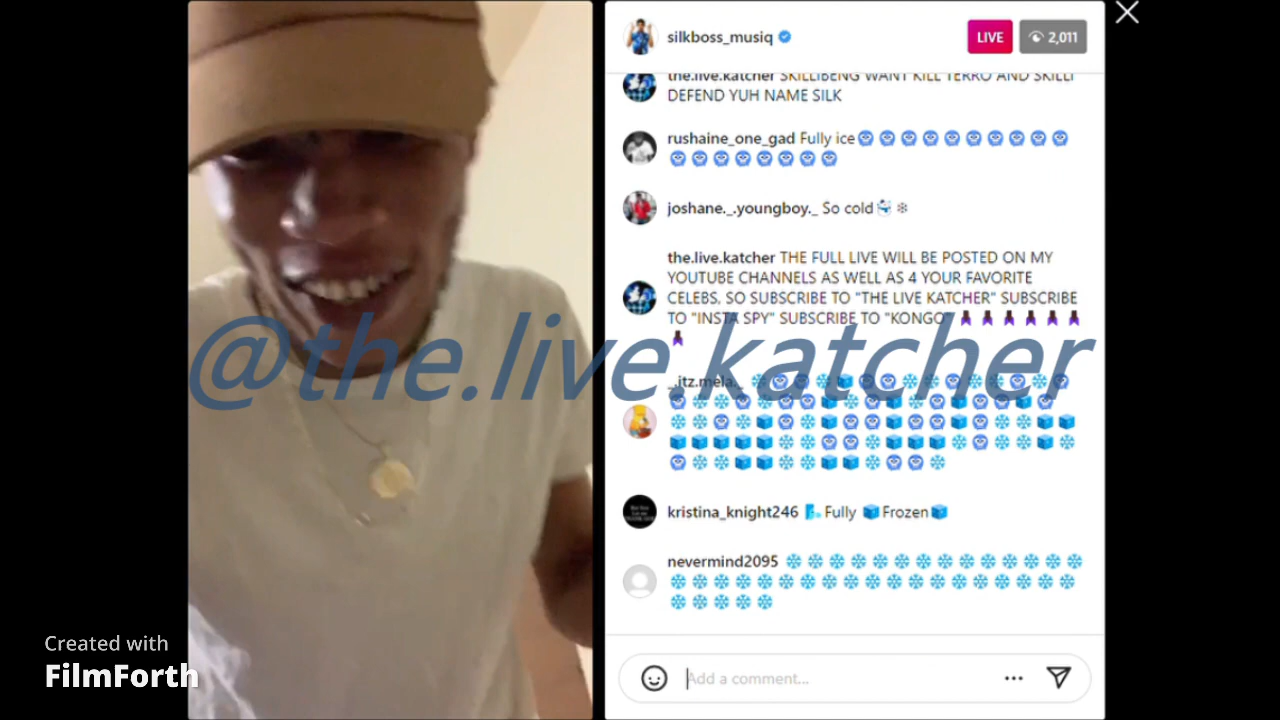 silkboss_musiq
LIVE
2,011
the.live.katcher SKILLIBENG WANT KILL TERRO AND SKILLI
DEFEND YUH NAME SILK
rushaine_one_gad Fully ice🥶🥶🥶🥶🥶🥶🥶🥶🥶🥶
🥶🥶🥶🥶🥶🥶🥶🥶
joshane._.youngboy._ So cold☃️ ❄
the.live.katcher THE FULL LIVE WILL BE POSTED ON MY
YOUTUBE CHANNELS AS WELL AS 4 YOUR FAVORITE
CELEBS, SO SUBSCRIBE TO "THE LIVE KATCHER" SUBSCRIBE
TO "INSTA SPY" SUBSCRIBE TO "KONGO"
@the.live.katcher
_.itz.mela._
kristina_knight246 Fully 🧊Frozen🧊
nevermind2095
Add a comment...
Created with
FilmForth